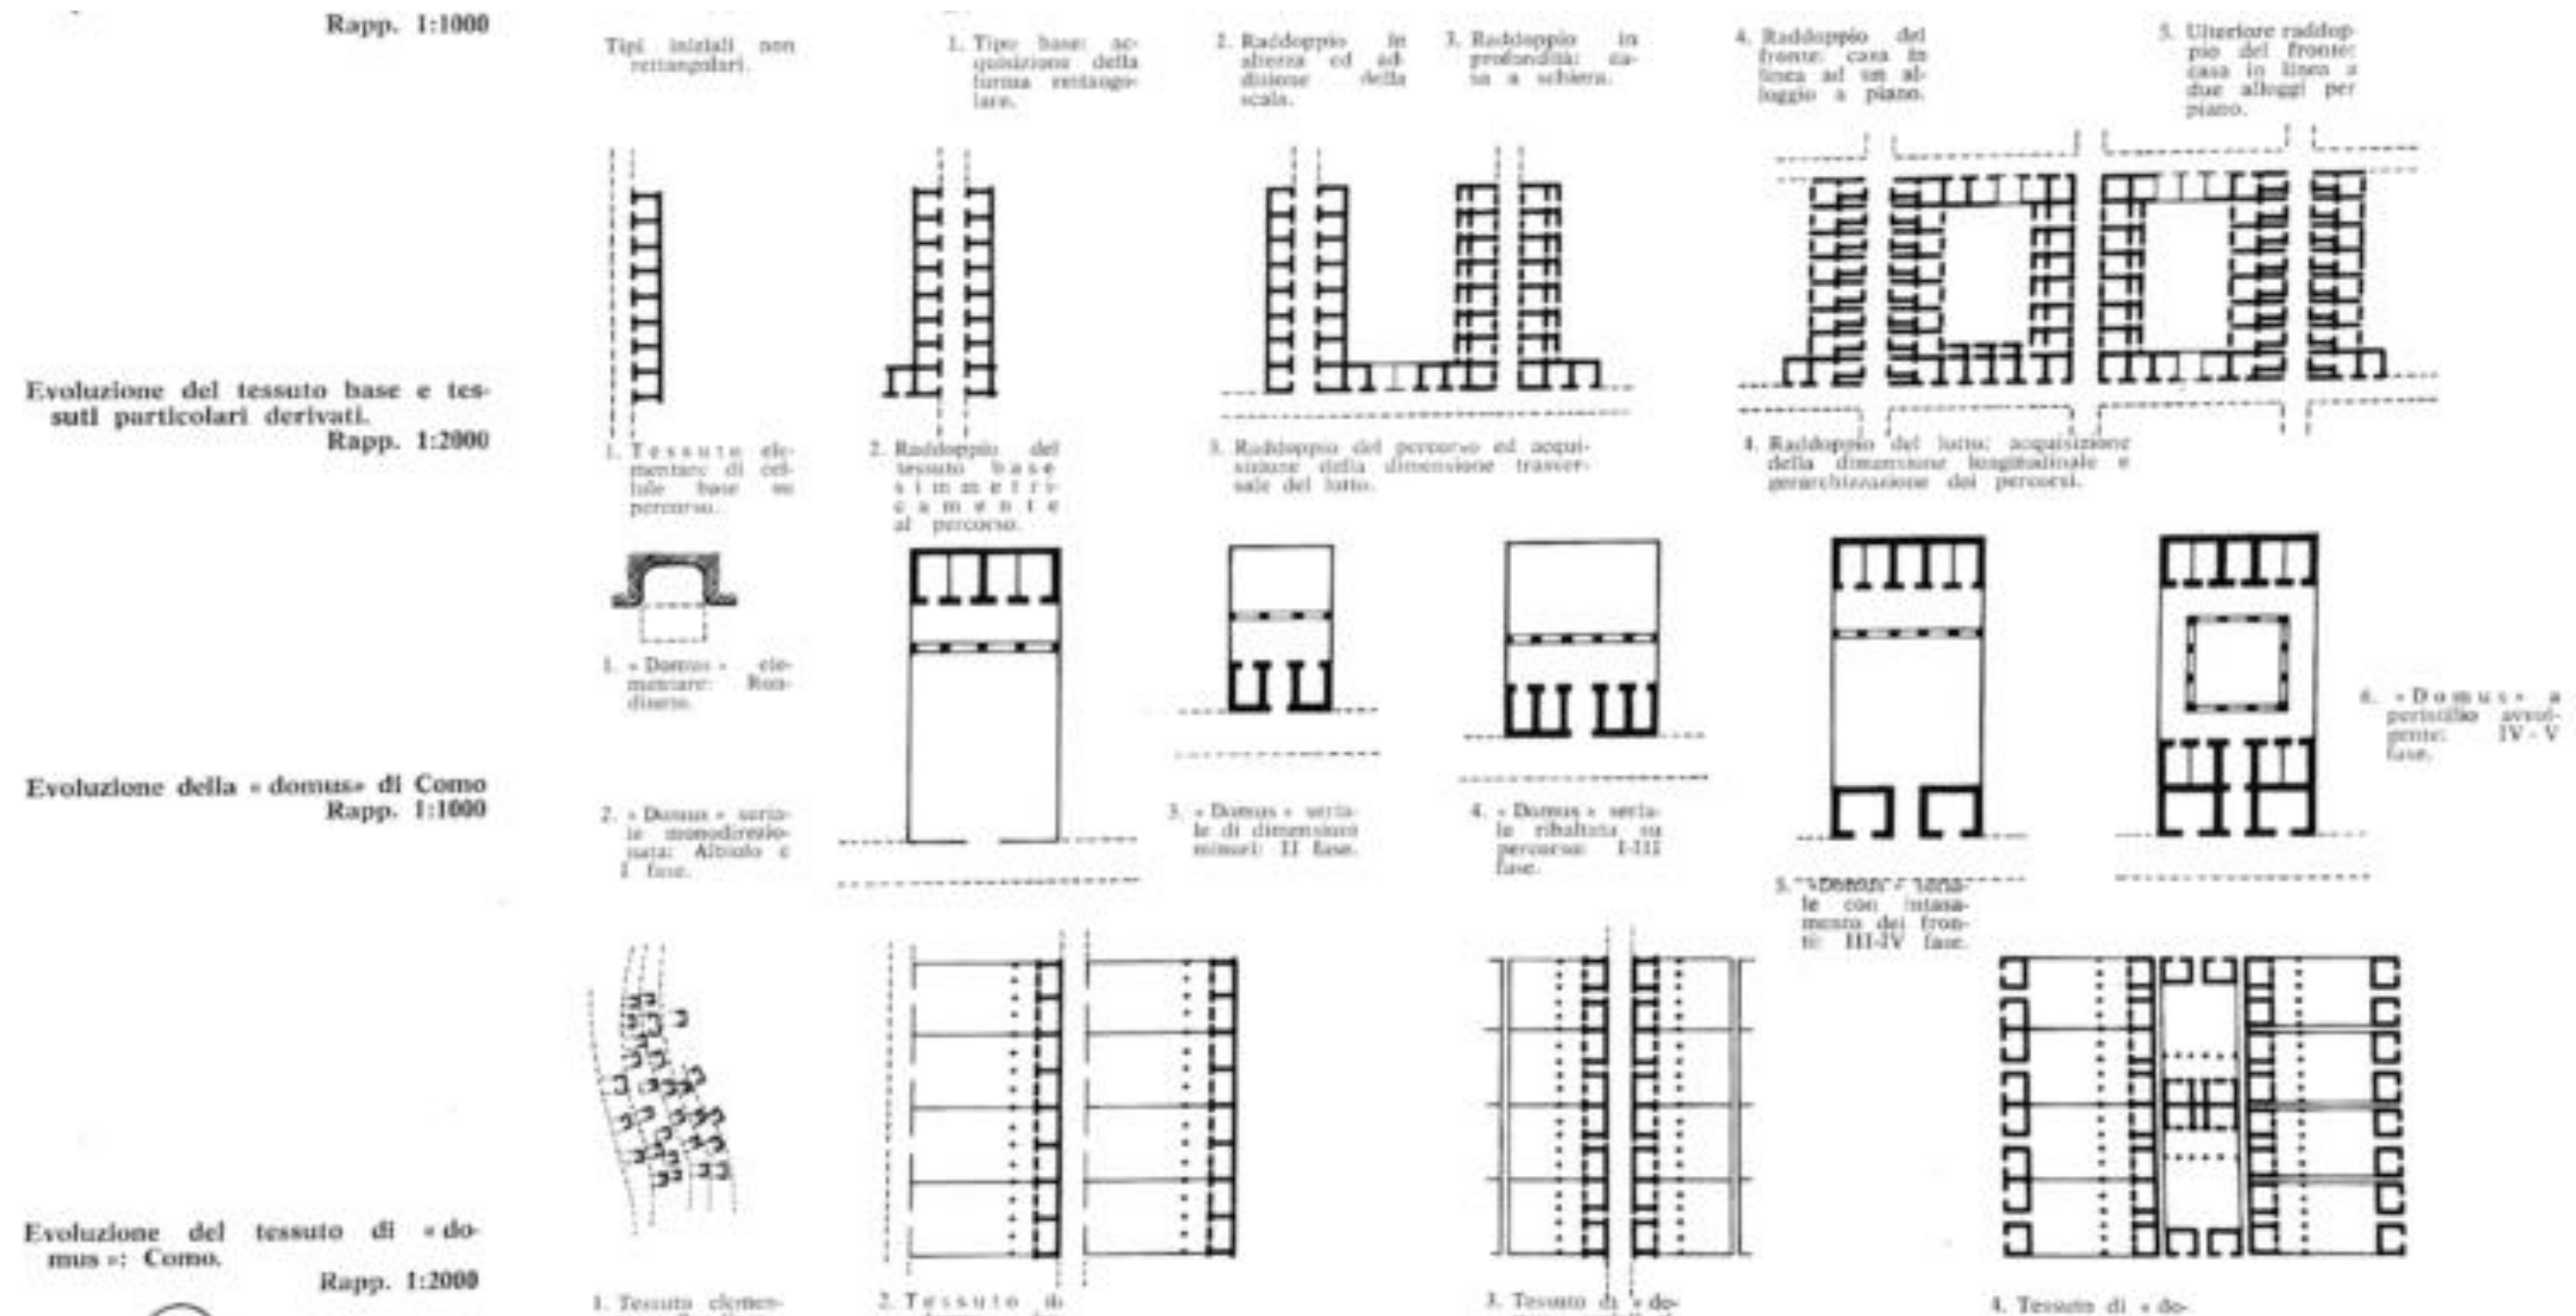 Rapp. 1:1000
Tipi iniziali non
rettangolari.
1. Tipo base: ac-
quisizione della
forma rettango-
lare.
2. Raddoppio in
altezza ed ad-
dizione della
scala.
3. Raddoppio in
profondità: ca-
sa a schiera.
4. Raddoppio del
fronte: casa in
linea ad un al-
loggio a piano.
5. Ulteriore raddop-
pio del fronte:
casa in linea a
due alloggi per
piano.
Evoluzione del tessuto base e tes-
suti particolari derivati.
Rapp. 1:2000
1. Tessuto ele-
mentare di cel-
lule base su
percorso.
2. Raddoppio del
tessuto base
simmetri-
camente
al percorso.
3. Raddoppio del percorso ed acqui-
sizione della dimensione trasver-
sale del lotto.
4. Raddoppio del lotto: acquisizione
della dimensione longitudinale e
gerarchizzazione dei percorsi.
Evoluzione della « domus » di Como
Rapp. 1:1000
1. « Domus » ele-
mentare: Ron-
dineto.
2. « Domus » seria-
le monodirezio-
nata: Albiolo e
I fase.
3. « Domus » seria-
le di dimensioni
minori: II fase.
4. « Domus » seria-
le ribaltata su
percorso: I-III
fase.
5. « Domus » seria-
le con intasa-
mento dei fron-
ti: III-IV fase.
6. « Domus » a
peristilio avvol-
gente: IV - V
fase.
Evoluzione del tessuto di « do-
mus »: Como.
Rapp. 1:2000
1. Tessuto elemen-
2. Tessuto di
3. Tessuto di « do-
4. Tessuto di « do-